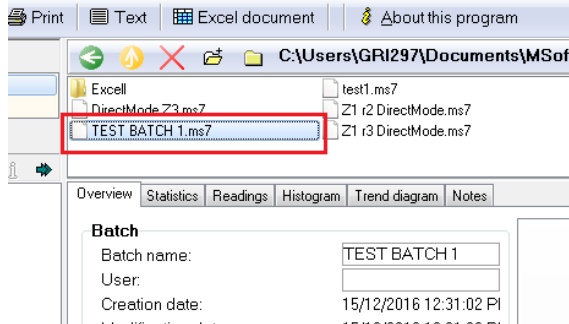 Print Text Excel document About this program
C:\Users\GRI297\Documents\MSof
Excell test1.ms7
DirectMode Z3.ms7 Z1 r2 DirectMode.ms7
TEST BATCH 1.ms7 Z1 r3 DirectMode.ms7
Overview Statistics Readings Histogram Trend diagram Notes
Batch
Batch name: TEST BATCH 1
User:
Creation date: 15/12/2016 12:31:02 P